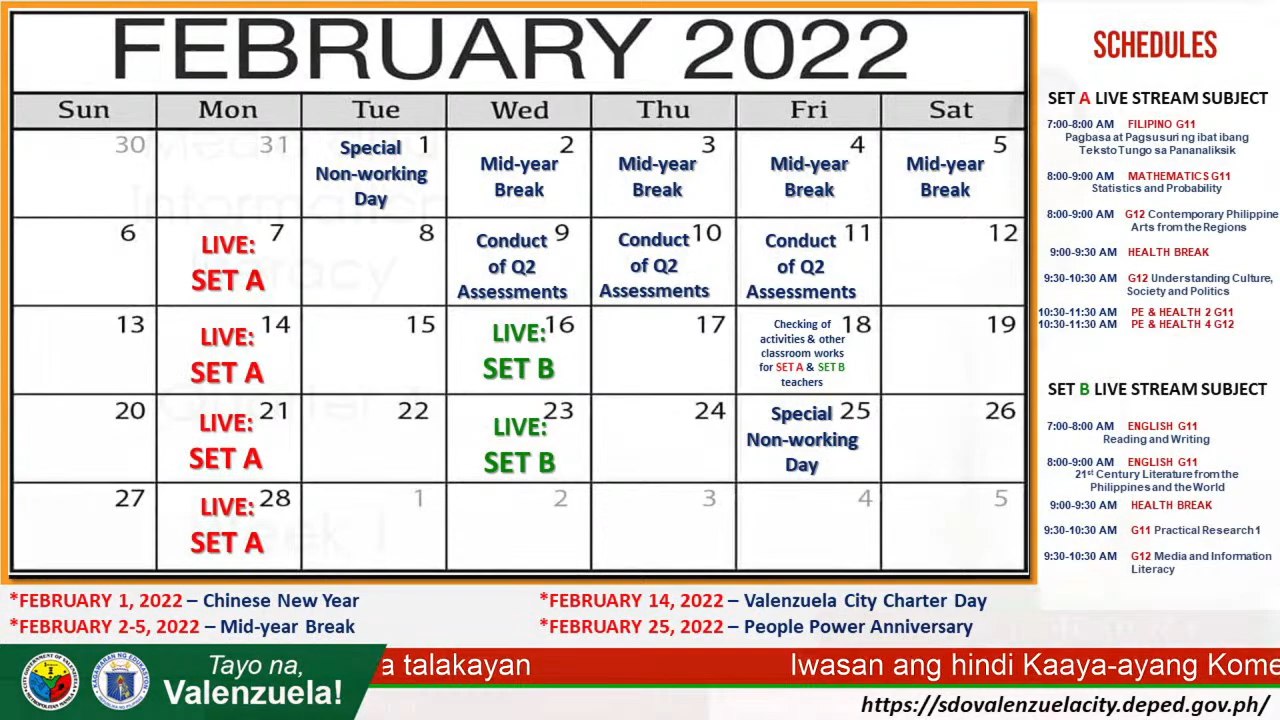 FEBRUARY 2022
Sun Mon Tue Wed Thu Fri Sat
30 31 Special 1 2 3 4 5
Non-working Mid-year Mid-year Mid-year Mid-year
Day Break Break Break Break
6 LIVE: 7 8 Conduct 9 Conduct 10 Conduct 11 12
SET A of Q2 of Q2 of Q2
Assessments Assessments Assessments
13 LIVE: 14 15 LIVE: 16 17 Checking of 18 19
SET A SET B activities & other
classroom works
for SET A & SET B
teachers
20 LIVE: 21 22 LIVE: 23 24 Special 25 26
SET A SET B Non-working
Day
27 LIVE: 28 1 2 3 4 5
SET A
*FEBRUARY 1, 2022 – Chinese New Year
*FEBRUARY 2-5, 2022 – Mid-year Break
*FEBRUARY 14, 2022 – Valenzuela City Charter Day
*FEBRUARY 25, 2022 – People Power Anniversary
SCHEDULES
SET A LIVE STREAM SUBJECT
7:00-8:00 AM FILIPINO G11
Pagbasa at Pagsusuri ng ibat ibang
Teksto Tungo sa Pananaliksik
8:00-9:00 AM MATHEMATICS G11
Statistics and Probability
8:00-9:00 AM G12 Contemporary Philippine
Arts from the Regions
9:00-9:30 AM HEALTH BREAK
9:30-10:30 AM G12 Understanding Culture,
Society and Politics
10:30-11:30 AM PE & HEALTH 2 G11
10:30-11:30 AM PE & HEALTH 4 G12
SET B LIVE STREAM SUBJECT
7:00-8:00 AM ENGLISH G11
Reading and Writing
8:00-9:00 AM ENGLISH G11
21st Century Literature from the
Philippines and the World
9:00-9:30 AM HEALTH BREAK
9:30-10:30 AM G11 Practical Research 1
9:30-10:30 AM G12 Media and Information
Literacy
Tayo na,
Valenzuela!
a talakayan Iwasan ang hindi Kaaya-ayang Kome
https://sdovalenzuelacity.deped.gov.ph/